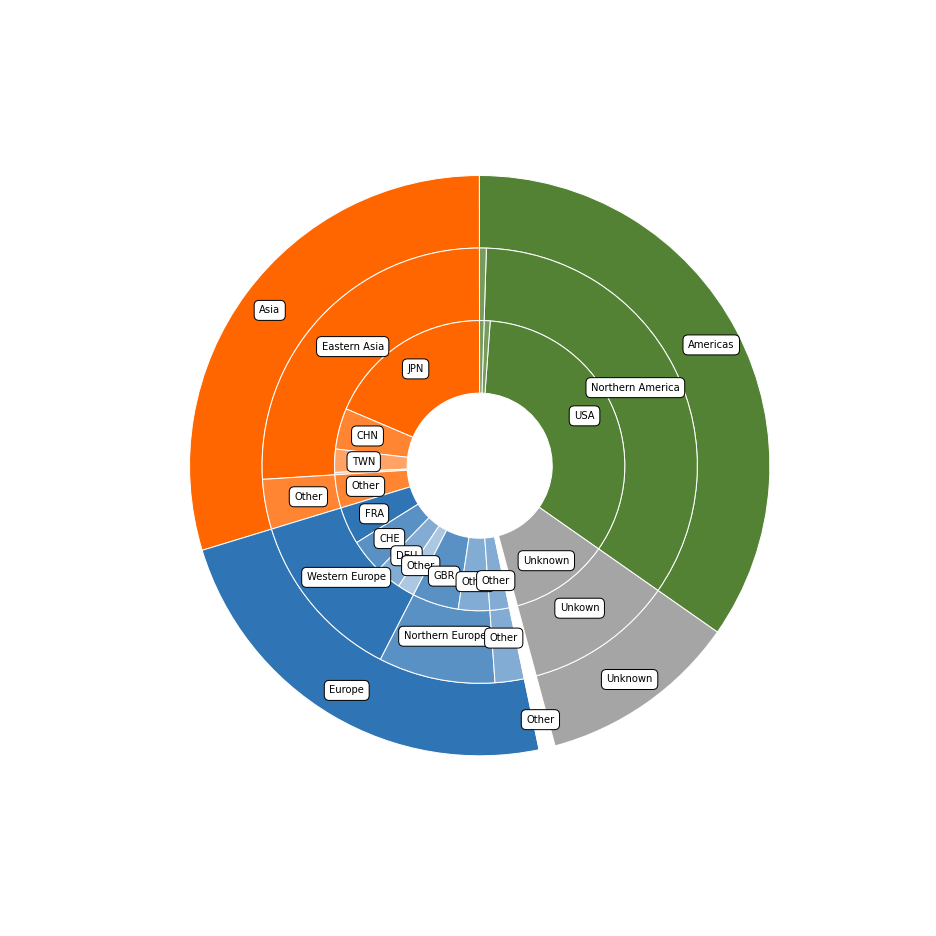 Asia
Americas
Eastern Asia
JPN
Northern America
USA
CHN
TWN
Other
Other
FRA
CHE
DEU
Other
Unknown
GBR
Oth
Other
Western Europe
Unkown
Northern Europe
Other
Unknown
Europe
Other